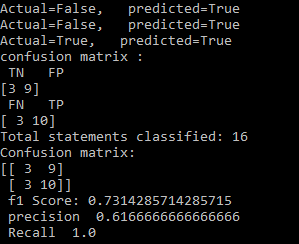 Actual=False,   predicted=True
Actual=False,   predicted=True
Actual=True,   predicted=True
confusion matrix :
 TN   FP
[3 9]
 FN   TP
[ 3 10]
Total statements classified: 16
Confusion matrix:
[[ 3  9]
 [ 3 10]]
 f1 Score: 0.7314285714285715
 precision  0.6166666666666666
 Recall  1.0